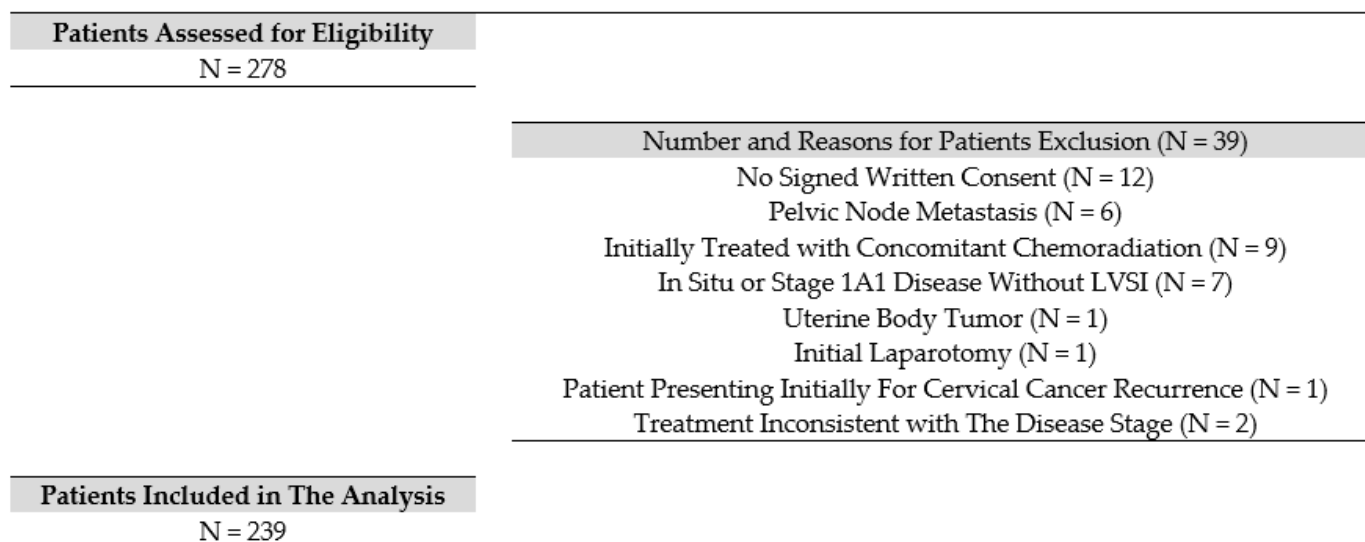 Patients Assessed for Eligibility
N = 278
Number and Reasons for Patients Exclusion (N = 39)
No Signed Written Consent (N = 12)
Pelvic Node Metastasis (N = 6)
Initially Treated with Concomitant Chemoradiation (N = 9)
In Situ or Stage 1A1 Disease Without LVSI (N = 7)
Uterine Body Tumor (N = 1)
Initial Laparotomy (N = 1)
Patient Presenting Initially For Cervical Cancer Recurrence (N = 1)
Treatment Inconsistent with The Disease Stage (N = 2)
Patients Included in The Analysis
N = 239